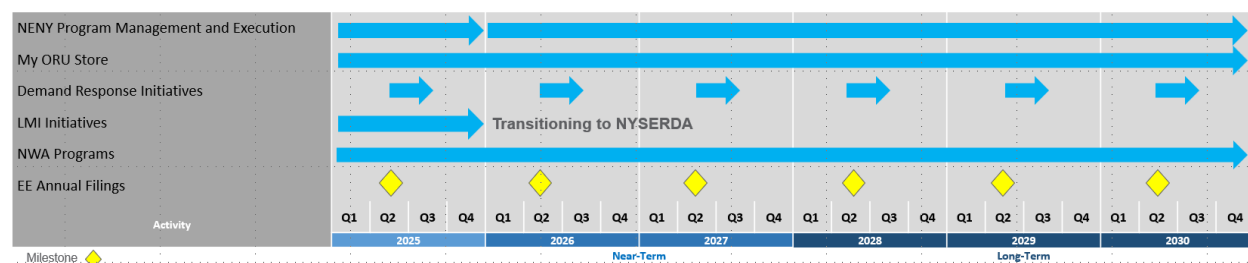 NENY Program Management and Execution
My ORU Store
Demand Response Initiatives
LMI Initiatives
Transitioning to NYSERDA
NWA Programs
EE Annual Filings
Activity
Q1 Q2 Q3 Q4 Q1 Q2 Q3 Q4 Q1 Q2 Q3 Q4 Q1 Q2 Q3 Q4 Q1 Q2 Q3 Q4 Q1 Q2 Q3 Q4
2025 2026 2027 2028 2029 2030
Milestone
Near-Term
Long-Term